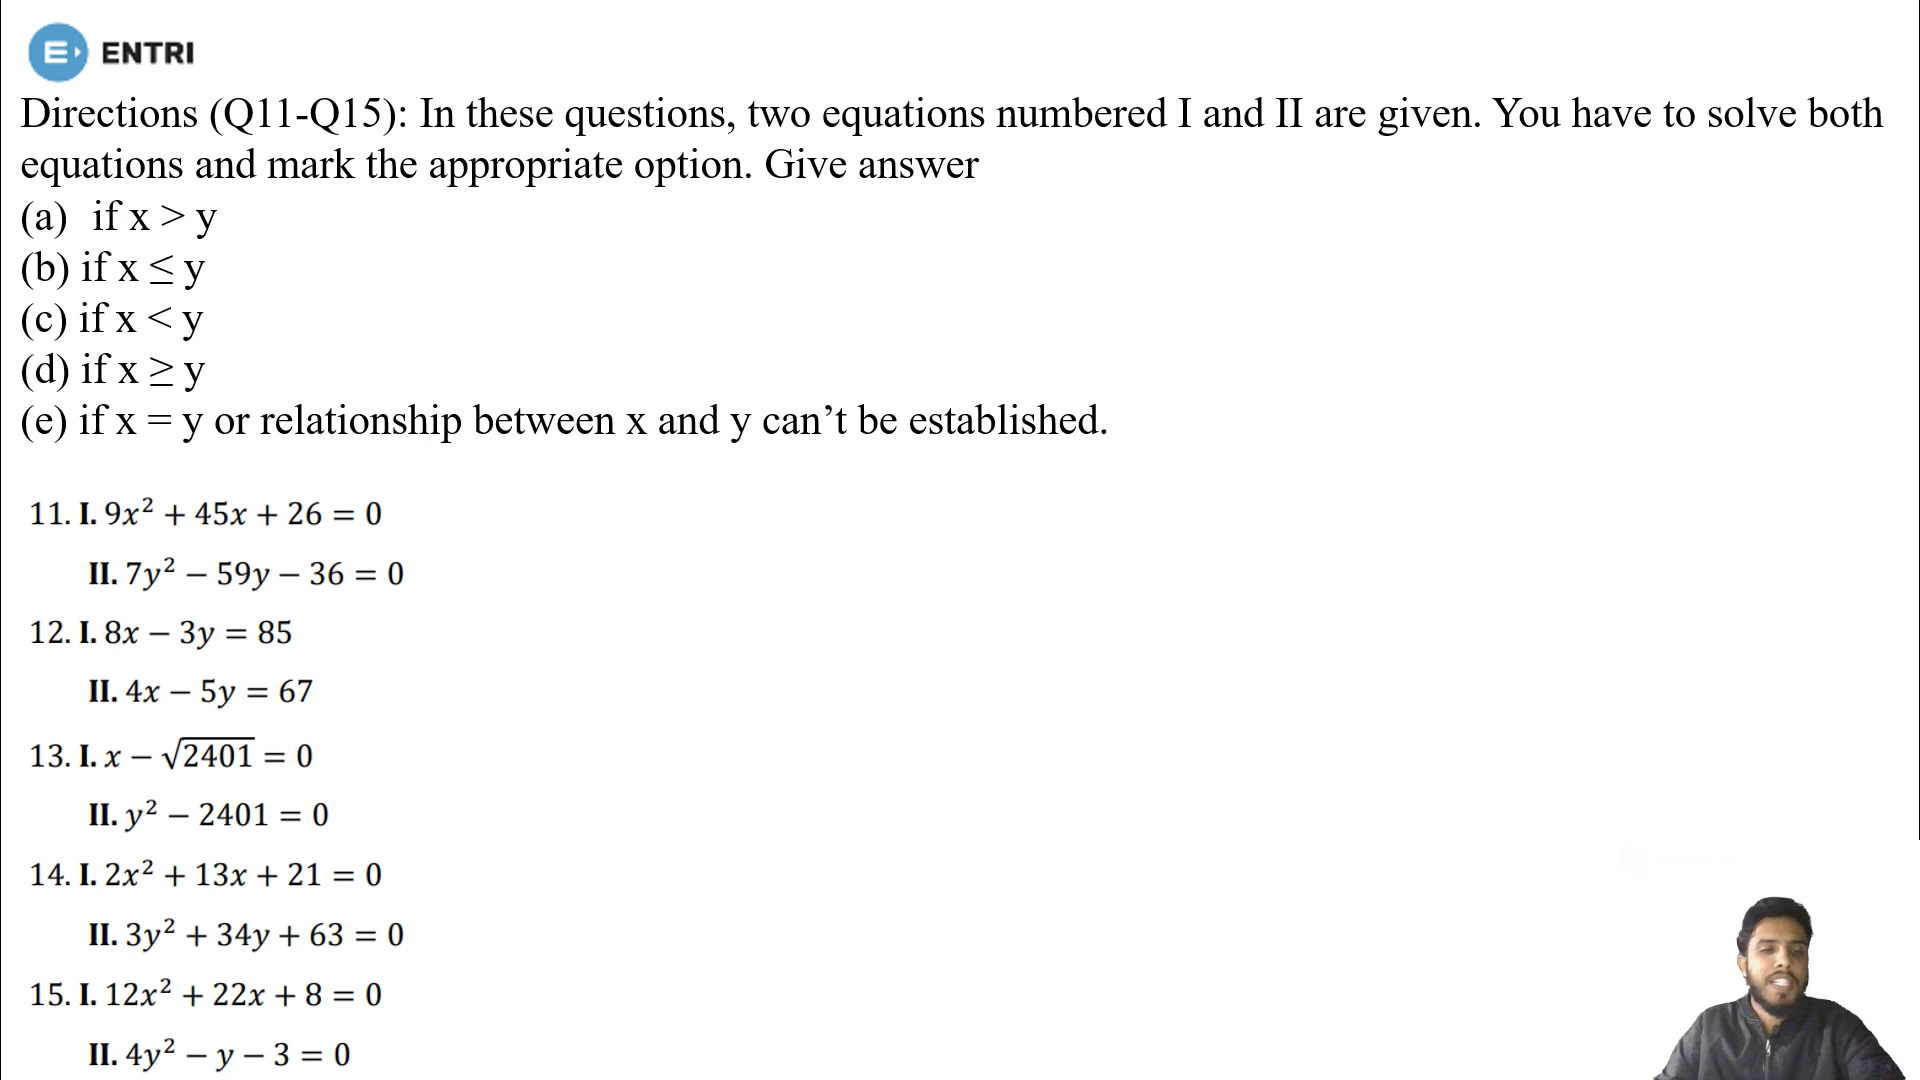 ENTRI
Directions (Q11-Q15): In these questions, two equations numbered I and II are given. You have to solve both
equations and mark the appropriate option. Give answer
(a) if x > y
(b) if x ≤ y
(c) if x < y
(d) if x ≥ y
(e) if x = y or relationship between x and y can’t be established.
11. I. 9x² + 45x + 26 = 0
II. 7y² − 59y − 36 = 0
12. I. 8x − 3y = 85
II. 4x − 5y = 67
13. I. x − √2401 = 0
II. y² − 2401 = 0
14. I. 2x² + 13x + 21 = 0
II. 3y² + 34y + 63 = 0
15. I. 12x² + 22x + 8 = 0
II. 4y² − y − 3 = 0